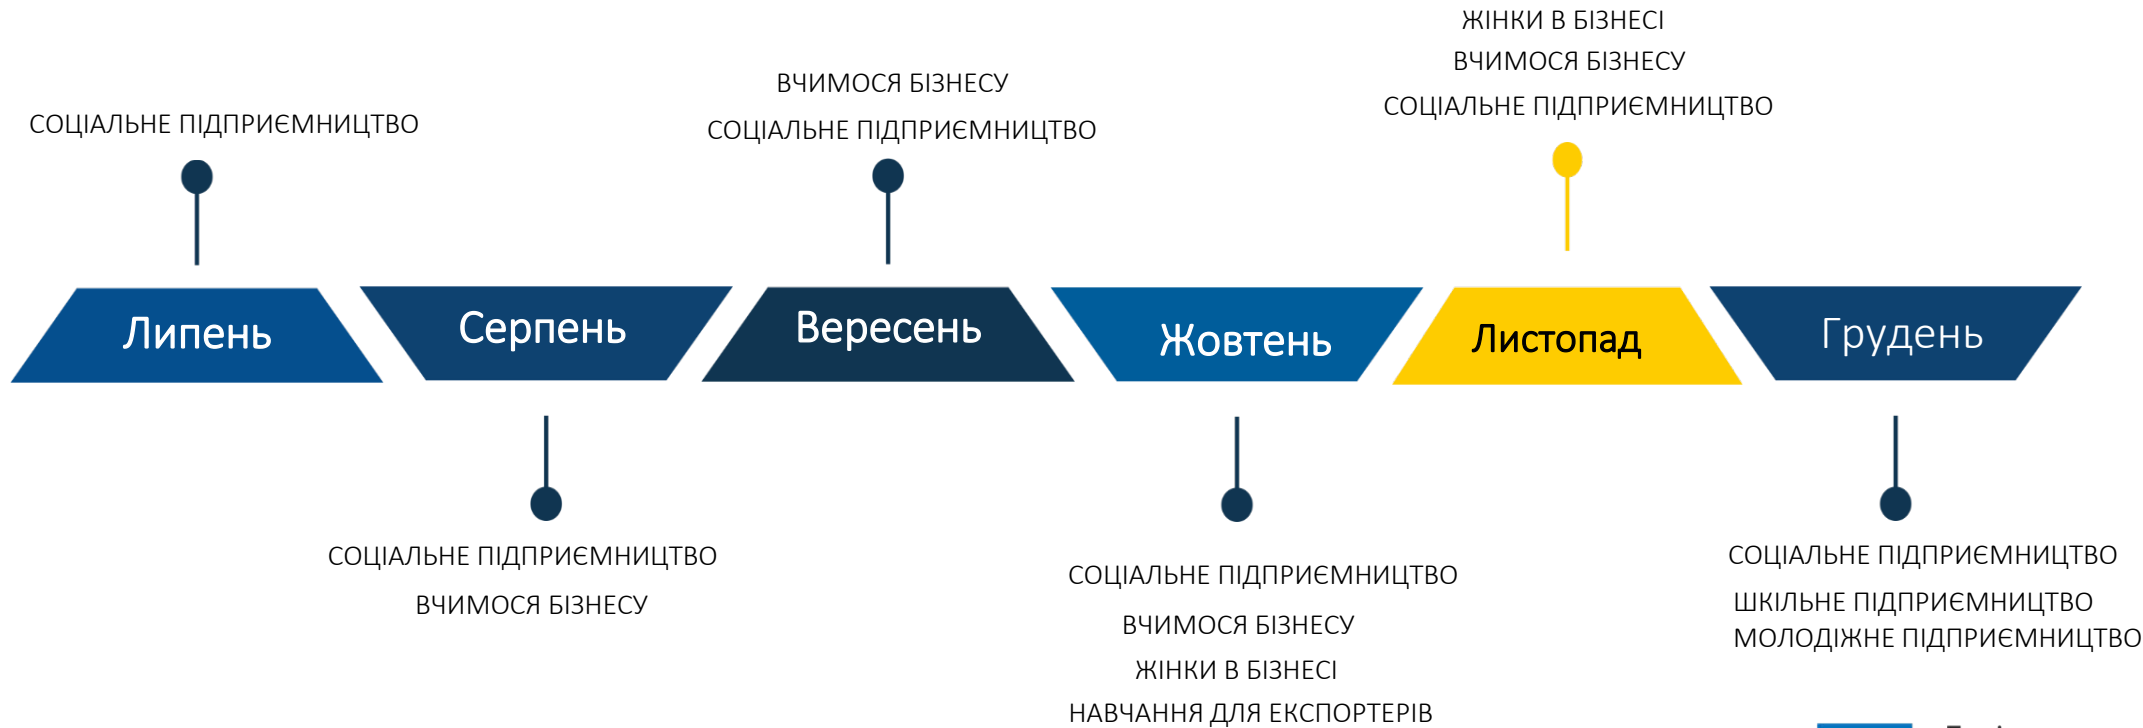 ЖІНКИ В БІЗНЕСІ
ВЧИМОСЯ БІЗНЕСУ
СОЦІАЛЬНЕ ПІДПРИЄМНИЦТВО
ВЧИМОСЯ БІЗНЕСУ
СОЦІАЛЬНЕ ПІДПРИЄМНИЦТВО
СОЦІАЛЬНЕ ПІДПРИЄМНИЦТВО
Липень
Серпень
Вересень
Жовтень
Листопад
Грудень
СОЦІАЛЬНЕ ПІДПРИЄМНИЦТВО
ВЧИМОСЯ БІЗНЕСУ
СОЦІАЛЬНЕ ПІДПРИЄМНИЦТВО
ВЧИМОСЯ БІЗНЕСУ
ЖІНКИ В БІЗНЕСІ
НАВЧАННЯ ДЛЯ ЕКСПОРТЕРІВ
СОЦІАЛЬНЕ ПІДПРИЄМНИЦТВО
ШКІЛЬНЕ ПІДПРИЄМНИЦТВО
МОЛОДІЖНЕ ПІДПРИЄМНИЦТВО